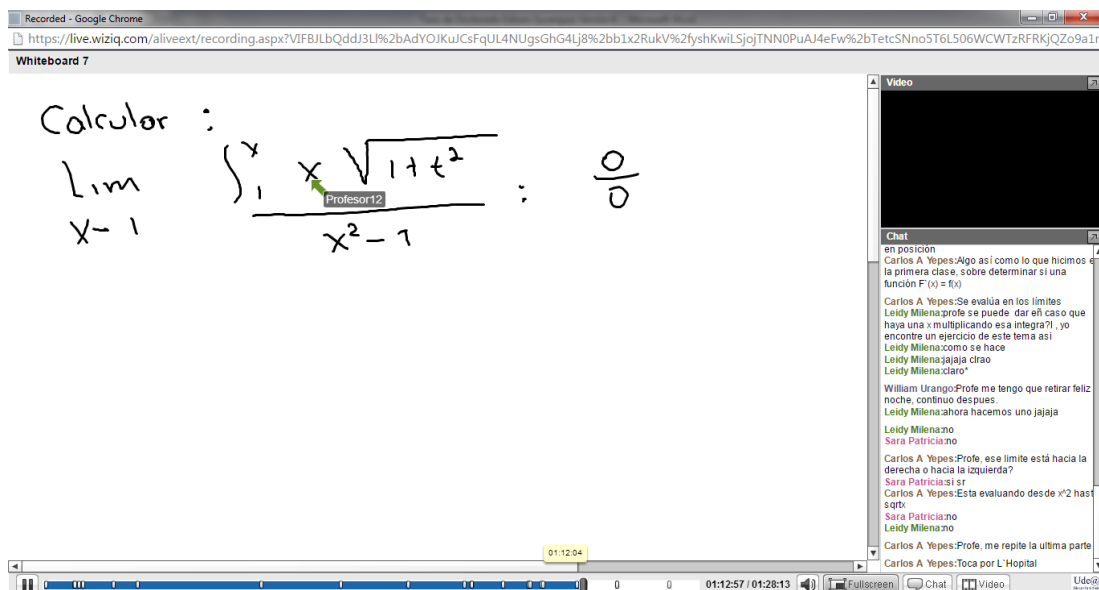 Recorded - Google Chrome
https://live.wiziq.com/aliveext/recording.aspx?VIFBJLbQddJ3Ll%2bAdYOJKuJCsFqUL4NUgsGhG4Lj8%2bb1x2RukV%2fyshKwiLSjojTNN0PuAJ4eFw%2bTetcSNno5T6L506WCWTzRFRKjQZo9a1r
Whiteboard 7
Calcular :
Lim ∫₁ˣ x √1+t² : 0/0
x-1 x²-1
Profesor12
01:12:04
Video
Chat
en posición
Carlos A Yepes:Algo así como lo que hicimos e
la primera clase, sobre determinar si una
función F`(x) = f(x)
Carlos A Yepes:Se evalúa en los límites
Leidy Milena:profe se puede dar eñ caso que
haya una x multiplicando esa integra?l , yo
encontre un ejercicio de este tema asi
Leidy Milena:como se hace
Leidy Milena:jajaja clrao
Leidy Milena:claro*
William Urango:Profe me tengo que retirar feliz
noche, continuo despues.
Leidy Milena:ahora hacemos uno jajaja
Leidy Milena:no
Sara Patricia:no
Carlos A Yepes:Profe, ese limite está hacia la
derecha o hacia la izquierda?
Sara Patricia:si sr
Carlos A Yepes:Esta evaluando desde x^2 hast
sqrtx
Sara Patricia:no
Leidy Milena:no
Carlos A Yepes:Profe, me repite la ultima parte
Carlos A Yepes:Toca por L`Hopital
01:12:57 / 01:28:13 Fullscreen Chat Video
Ude@